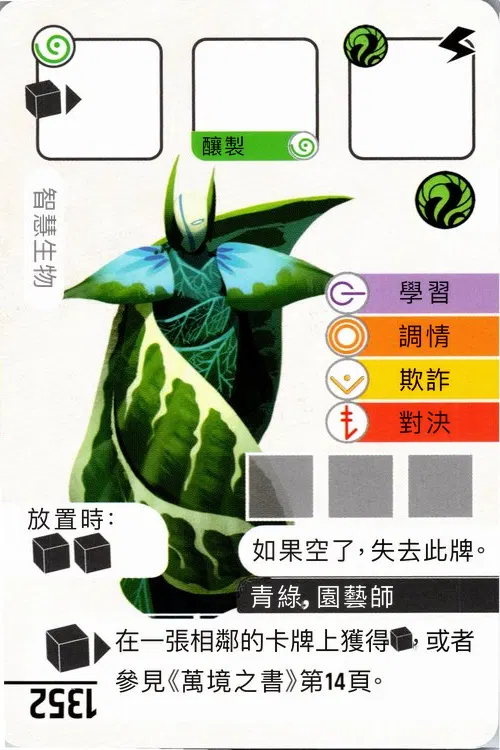 釀製
智慧生物
學習
調情
欺詐
對決
放置時：
如果空了，失去此牌。
青綠，園藝師
在一張相鄰的卡牌上獲得，或者
參見《萬境之書》第14頁。
1352